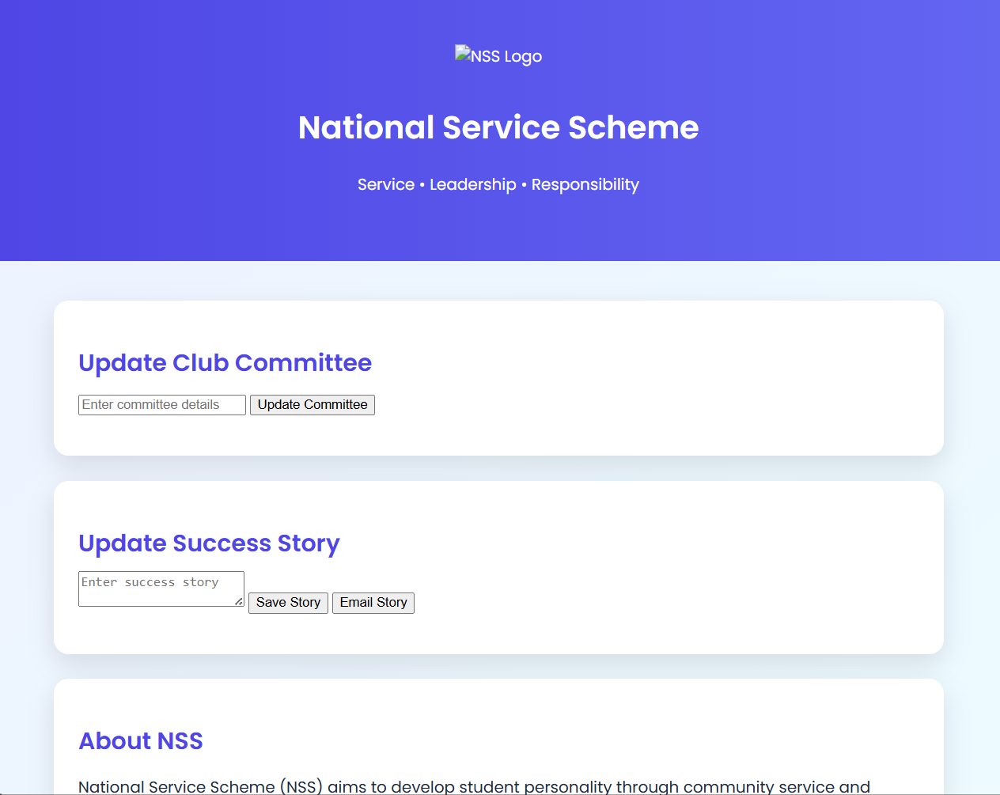 NSS Logo
National Service Scheme
Service • Leadership • Responsibility
Update Club Committee
Enter committee details Update Committee
Update Success Story
Enter success story Save Story Email Story
About NSS
National Service Scheme (NSS) aims to develop student personality through community service and